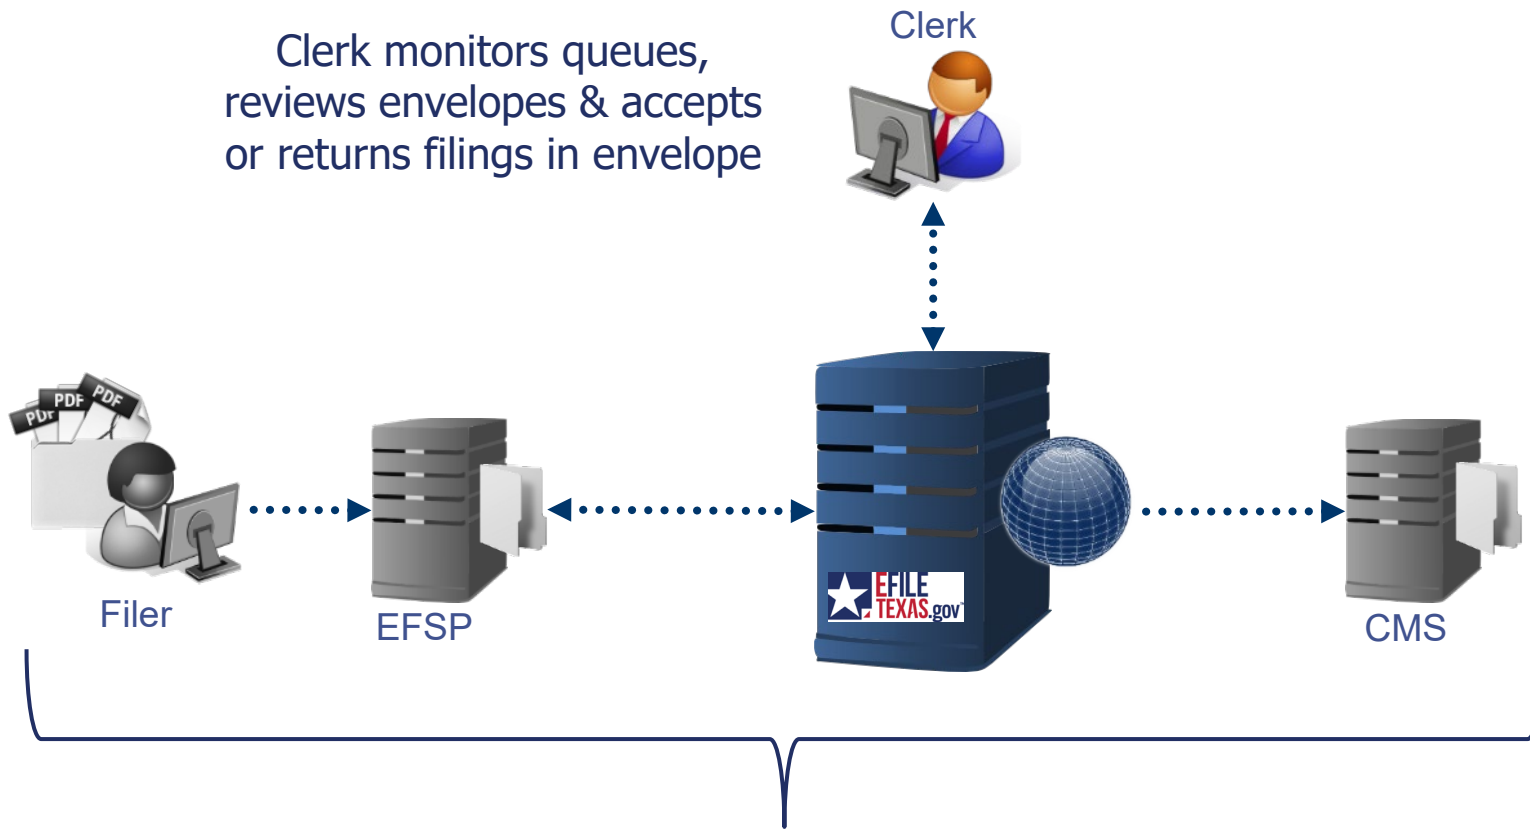 Clerk
Clerk monitors queues,
reviews envelopes & accepts
or returns filings in envelope
PDF
PDF
PDF
EFILE
TEXAS.gov™
Filer
EFSP
CMS